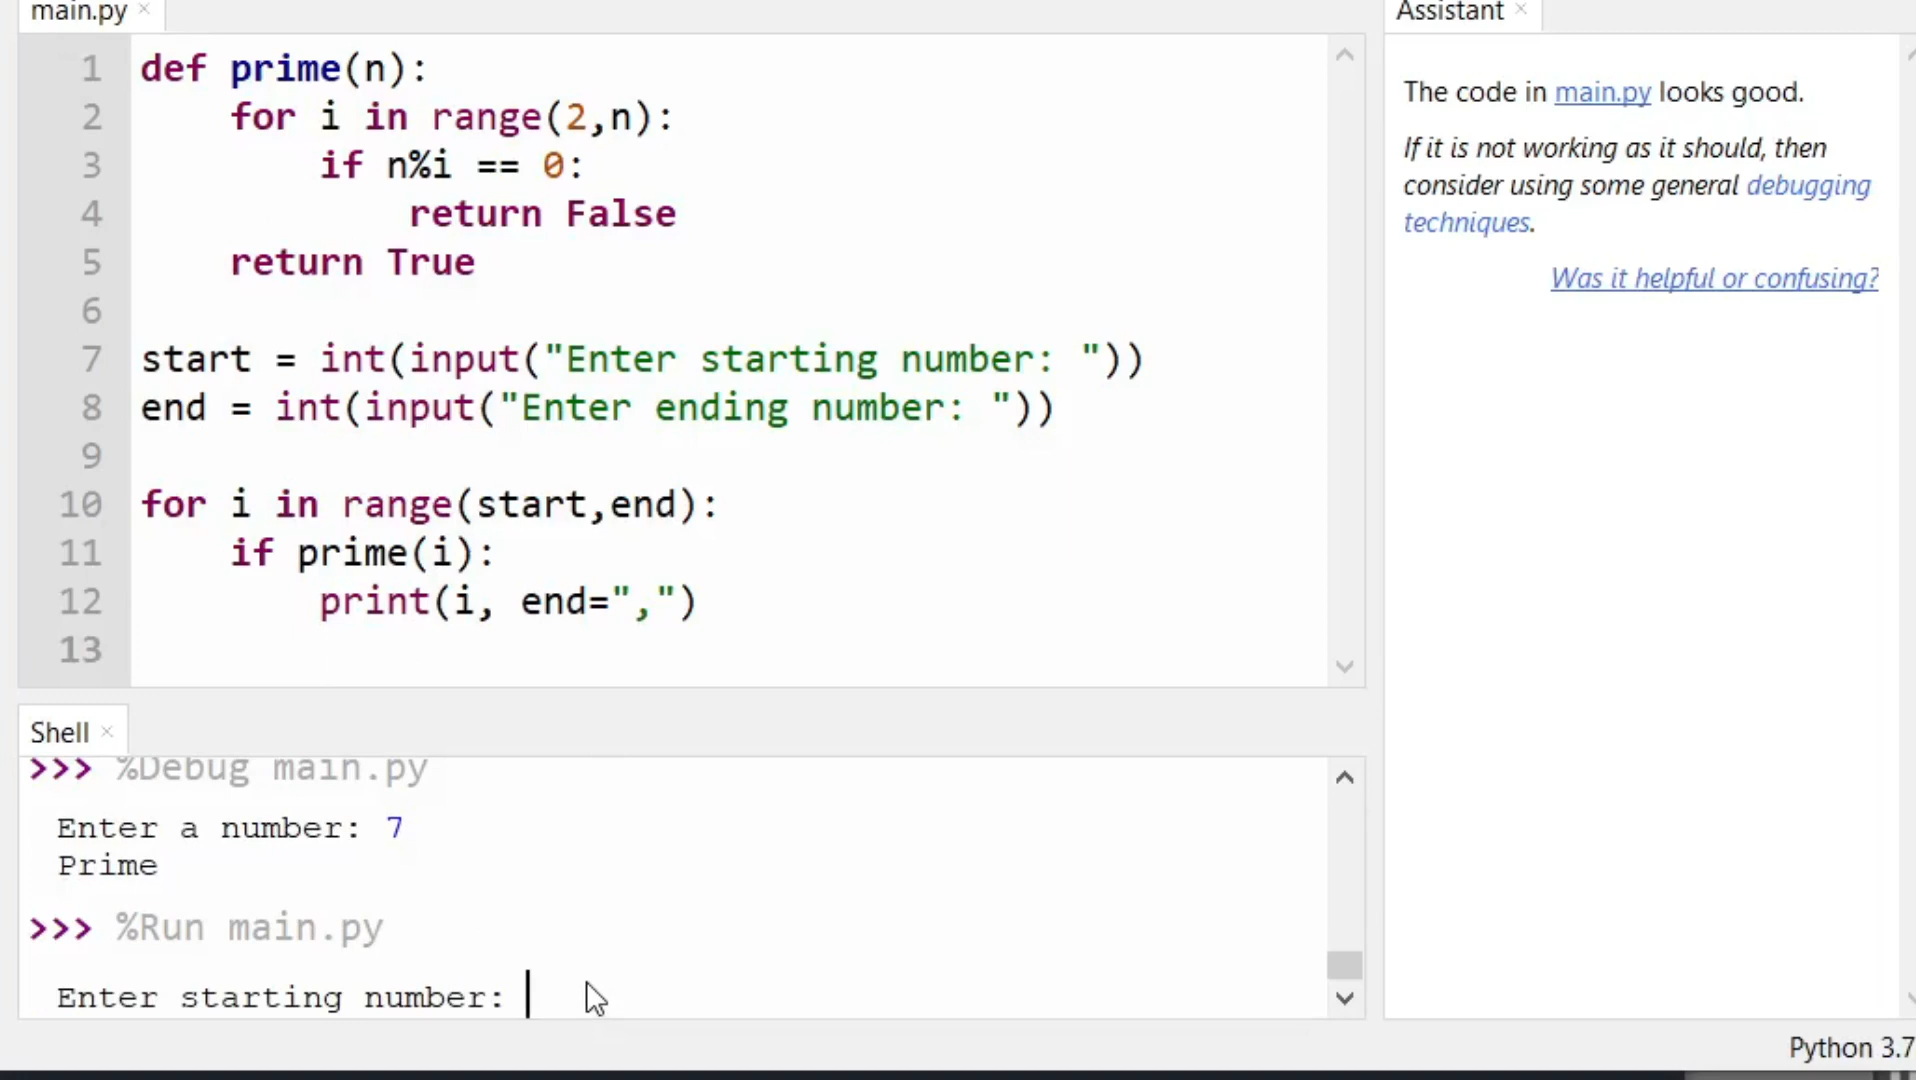 main.py ×
1 def prime(n):
2     for i in range(2,n):
3         if n%i == 0:
4             return False
5     return True
6
7 start = int(input("Enter starting number: "))
8 end = int(input("Enter ending number: "))
9
10 for i in range(start,end):
11     if prime(i):
12         print(i, end=",")
13
Shell ×
>>> %Debug main.py
Enter a number: 7
Prime
>>> %Run main.py
Enter starting number:
Assistant ×
The code in main.py looks good.
If it is not working as it should, then
consider using some general debugging
techniques.
Was it helpful or confusing?
Python 3.7